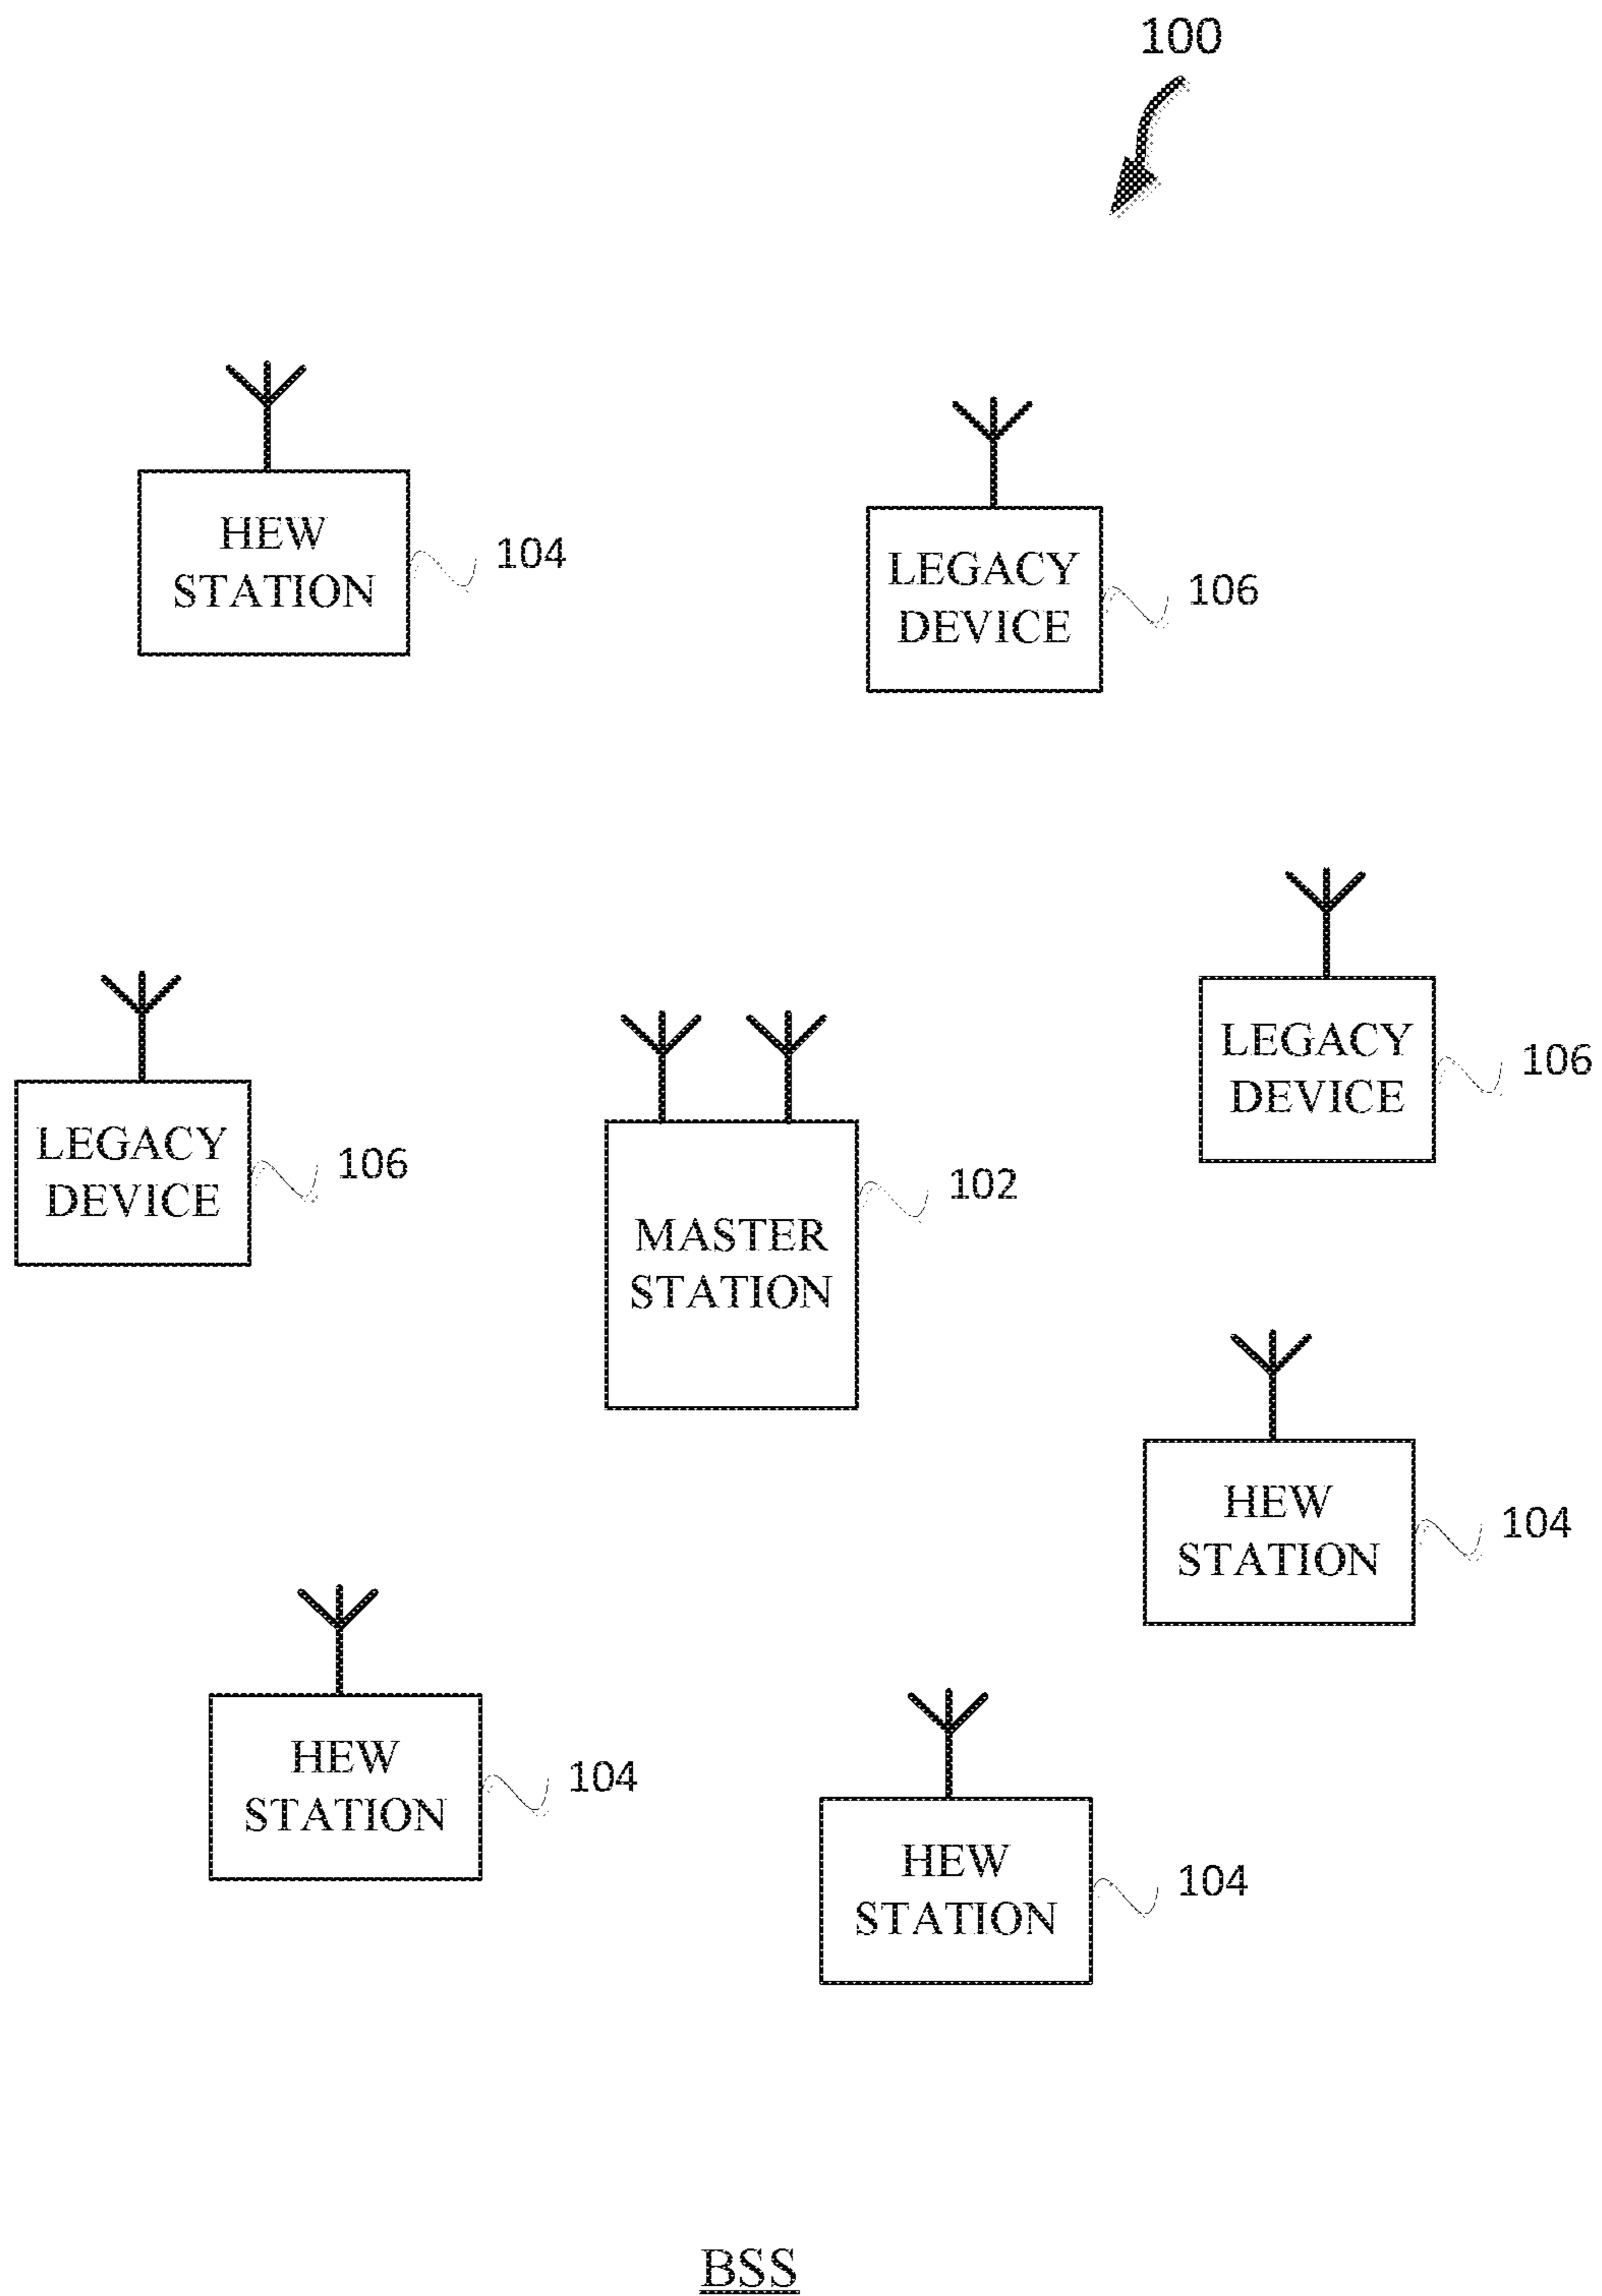 100
HEW
STATION
104
LEGACY
DEVICE
106
LEGACY
DEVICE
106
LEGACY
DEVICE
106
MASTER
STATION
102
HEW
STATION
104
HEW
STATION
104
HEW
STATION
104
BSS